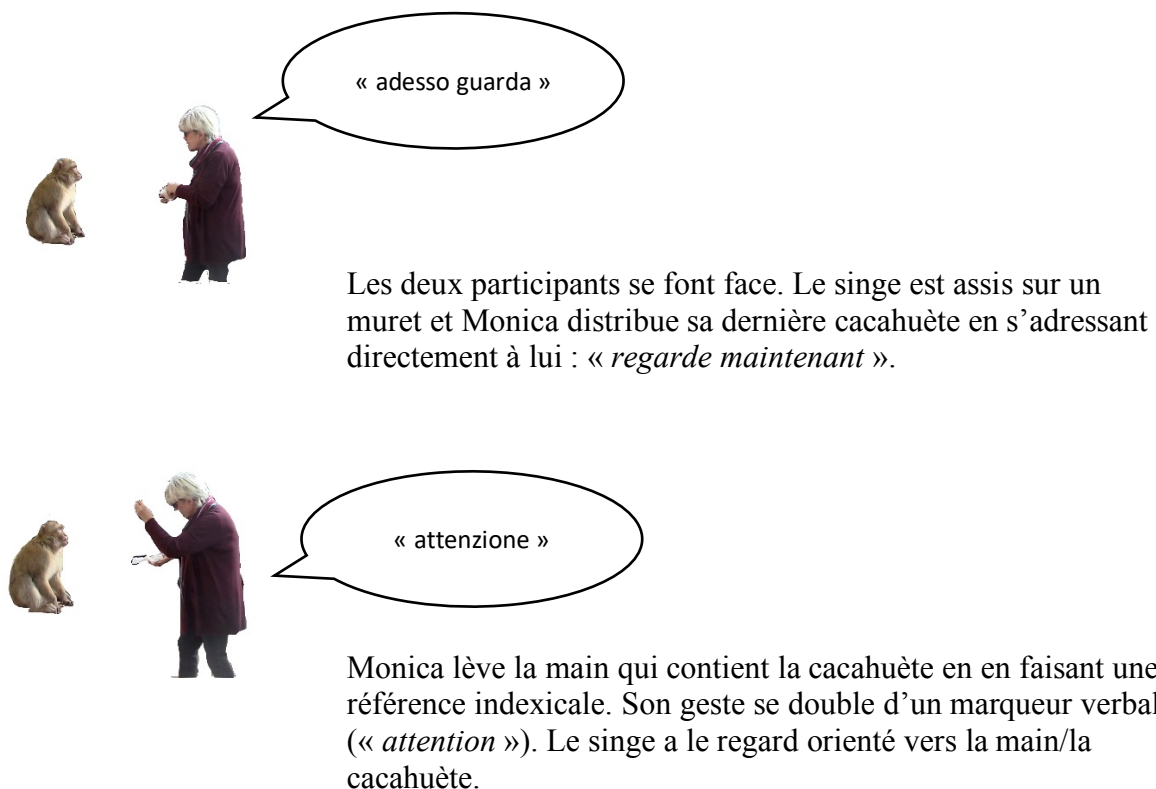 « adesso guarda »
Les deux participants se font face. Le singe est assis sur un
muret et Monica distribue sa dernière cacahuète en s’adressant
directement à lui : « regarde maintenant ».
« attenzione »
Monica lève la main qui contient la cacahuète en en faisant une
référence indexicale. Son geste se double d’un marqueur verbal
(« attention »). Le singe a le regard orienté vers la main/la
cacahuète.